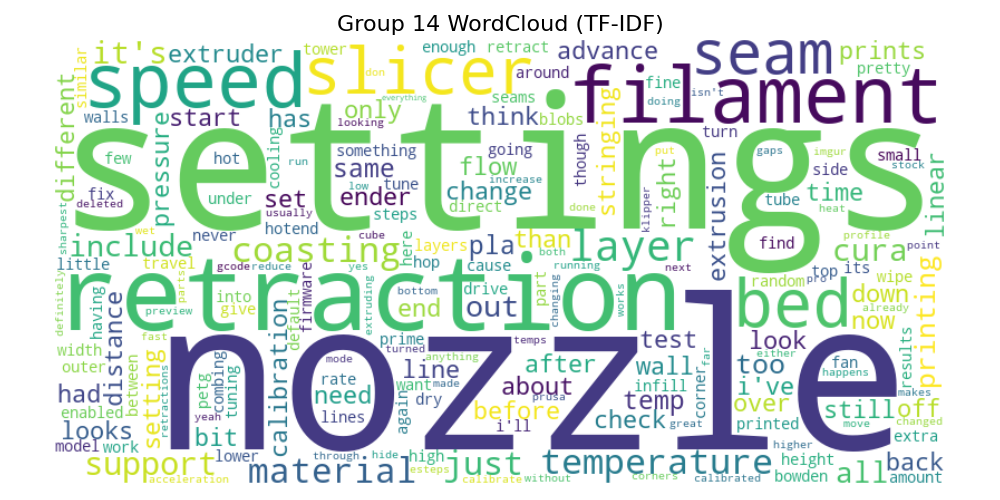 Group 14 WordCloud (TF-IDF)
it's extruder tower enough retract advance seam prints
similar speed slicer don everything around filament pretty
different walls pressure start has only looking think blobs seams fine doing isn't
settings
few hot cooling run something going though stringing turn gaps imgur small
fix deleted under set low same tune ender flow increase change right put side stock
sharpest never usually hotend cube steps direct done klipper extrusion tube time heat linear
wet include coasting here layers pla than both layer find profile cura point
little travel gcode reduce yes hop cause running next random top pro its wipe
definitely having parts retraction part changing works bed down already
preview into give default firmware bottom extruding end drive out now printing
distance calibration nozzle
width fast prime turned temps test look fan happens results
outer between mode line anything after wall far too either makes
had enabled setting retractions petg combing tuning rate need want made about prusa infill temp corner i've over printed still off changed
looks yeah bit lines again dry i'll before check great move extra
model work lower through hide high just without temperature higher height all back
support acceleration material esteps calibrate corners calibrated bowden amount